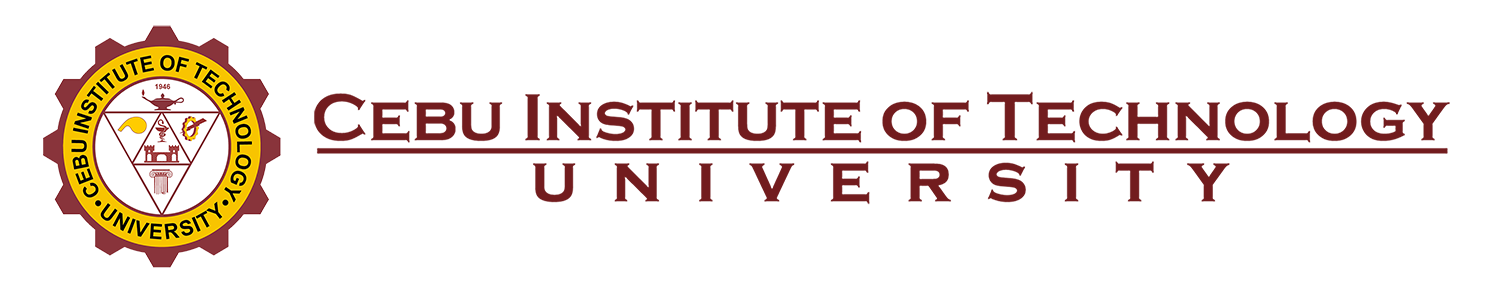 CEBU INSTITUTE OF TECHNOLOGY
• UNIVERSITY •
1946
CEBU INSTITUTE OF TECHNOLOGY
UNIVERSITY